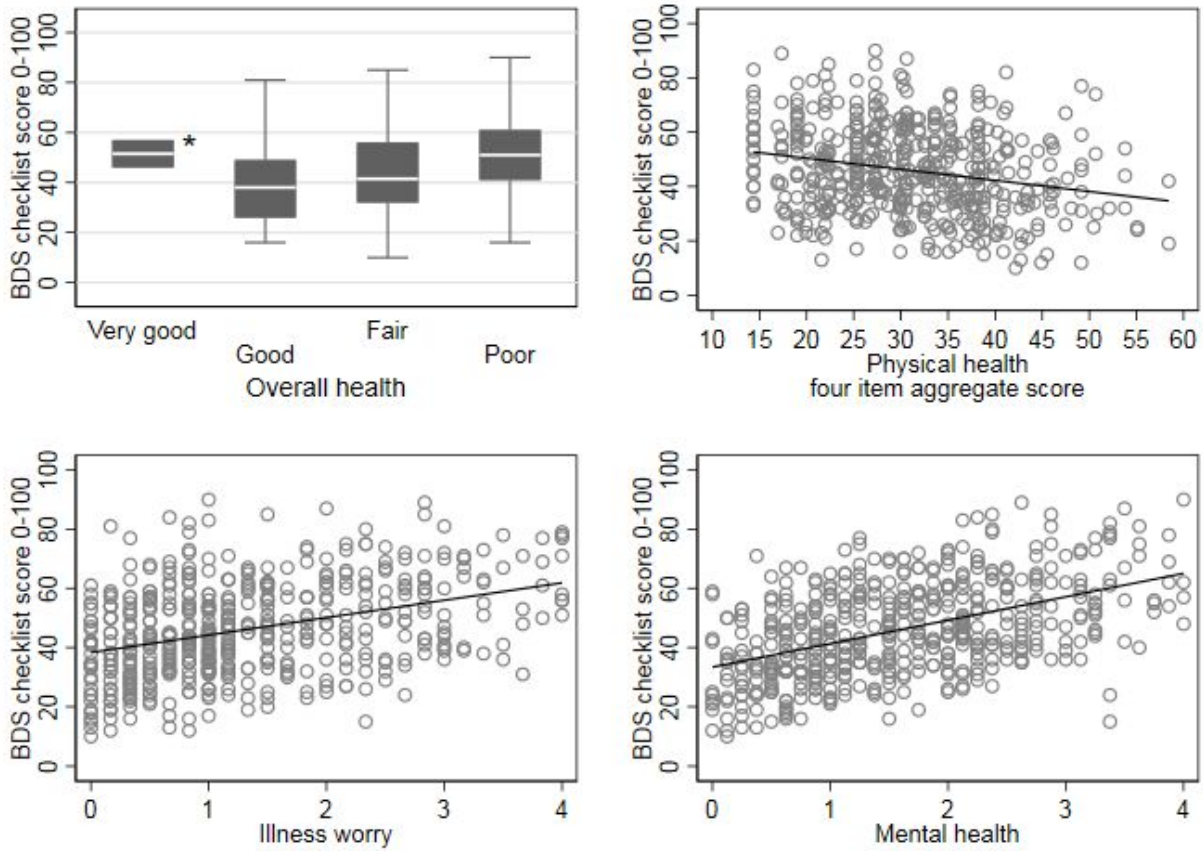 BDS checklist score 0-100
100
80
60
40
20
0
*
Very good
Good
Fair
Poor
Overall health
BDS checklist score 0-100
100
80
60
40
20
0
10 15 20 25 30 35 40 45 50 55 60
Physical health
four item aggregate score
BDS checklist score 0-100
100
80
60
40
20
0
0 1 2 3 4
Illness worry
BDS checklist score 0-100
100
80
60
40
20
0
0 1 2 3 4
Mental health